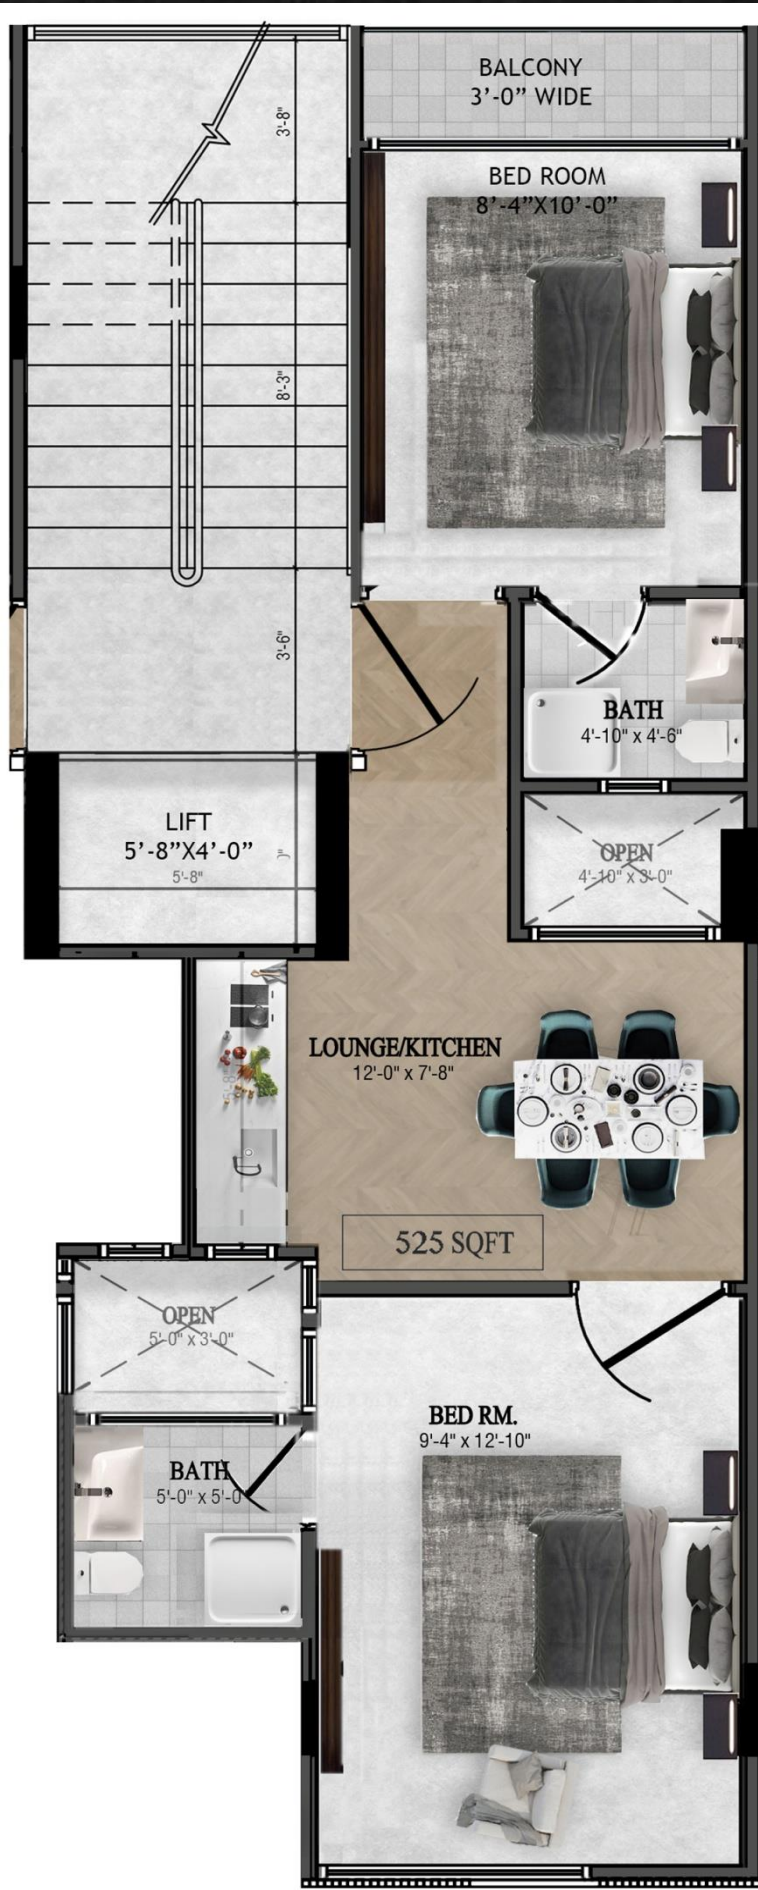 BALCONY
3'-0” WIDE
3'-8"
BED ROOM
8'-4”X10'-0”
8'-3"
3'-6"
BATH
4'-10" x 4'-6"
LIFT
5'-8”X4'-0”
5'-8"
OPEN
4'-10" x 3'-0"
LOUNGE/KITCHEN
12'-0" x 7'-8"
525 SQFT
OPEN
5'-0" x 3'-0"
BED RM.
9'-4" x 12'-10"
BATH
5'-0" x 5'-0